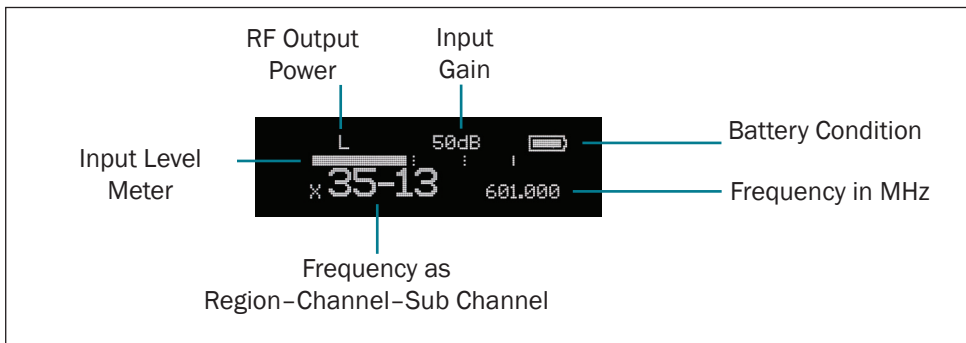 RF Output
Power
Input
Gain
L 50dB
Battery Condition
Input Level
Meter
X 35-13 601.000
Frequency in MHz
Frequency as
Region–Channel–Sub Channel